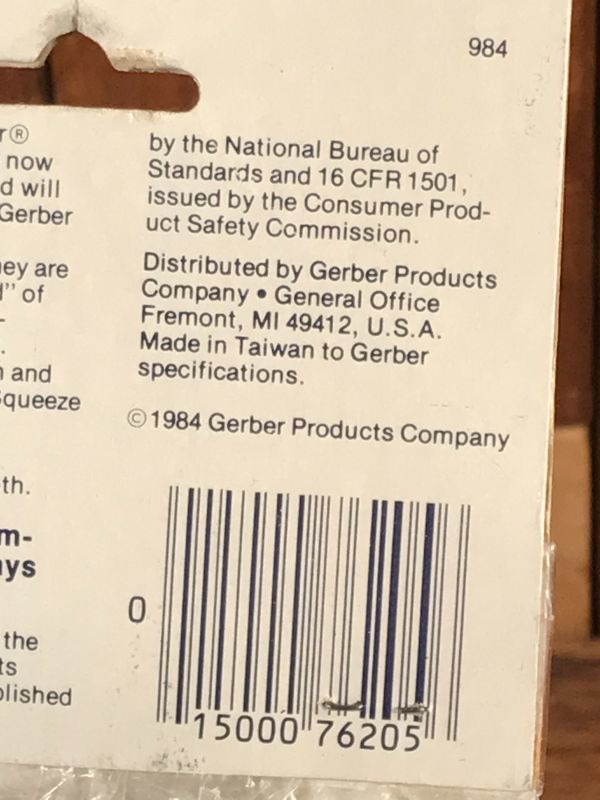 984
r®
now
d will
Gerber
ey are
" of
-
.
and
Squeeze
th.
m-
ys
the
ts
blished
by the National Bureau of
Standards and 16 CFR 1501,
issued by the Consumer Prod-
uct Safety Commission.
Distributed by Gerber Products
Company • General Office
Fremont, MI 49412, U.S.A.
Made in Taiwan to Gerber
specifications.
©1984 Gerber Products Company
0 15000 76205